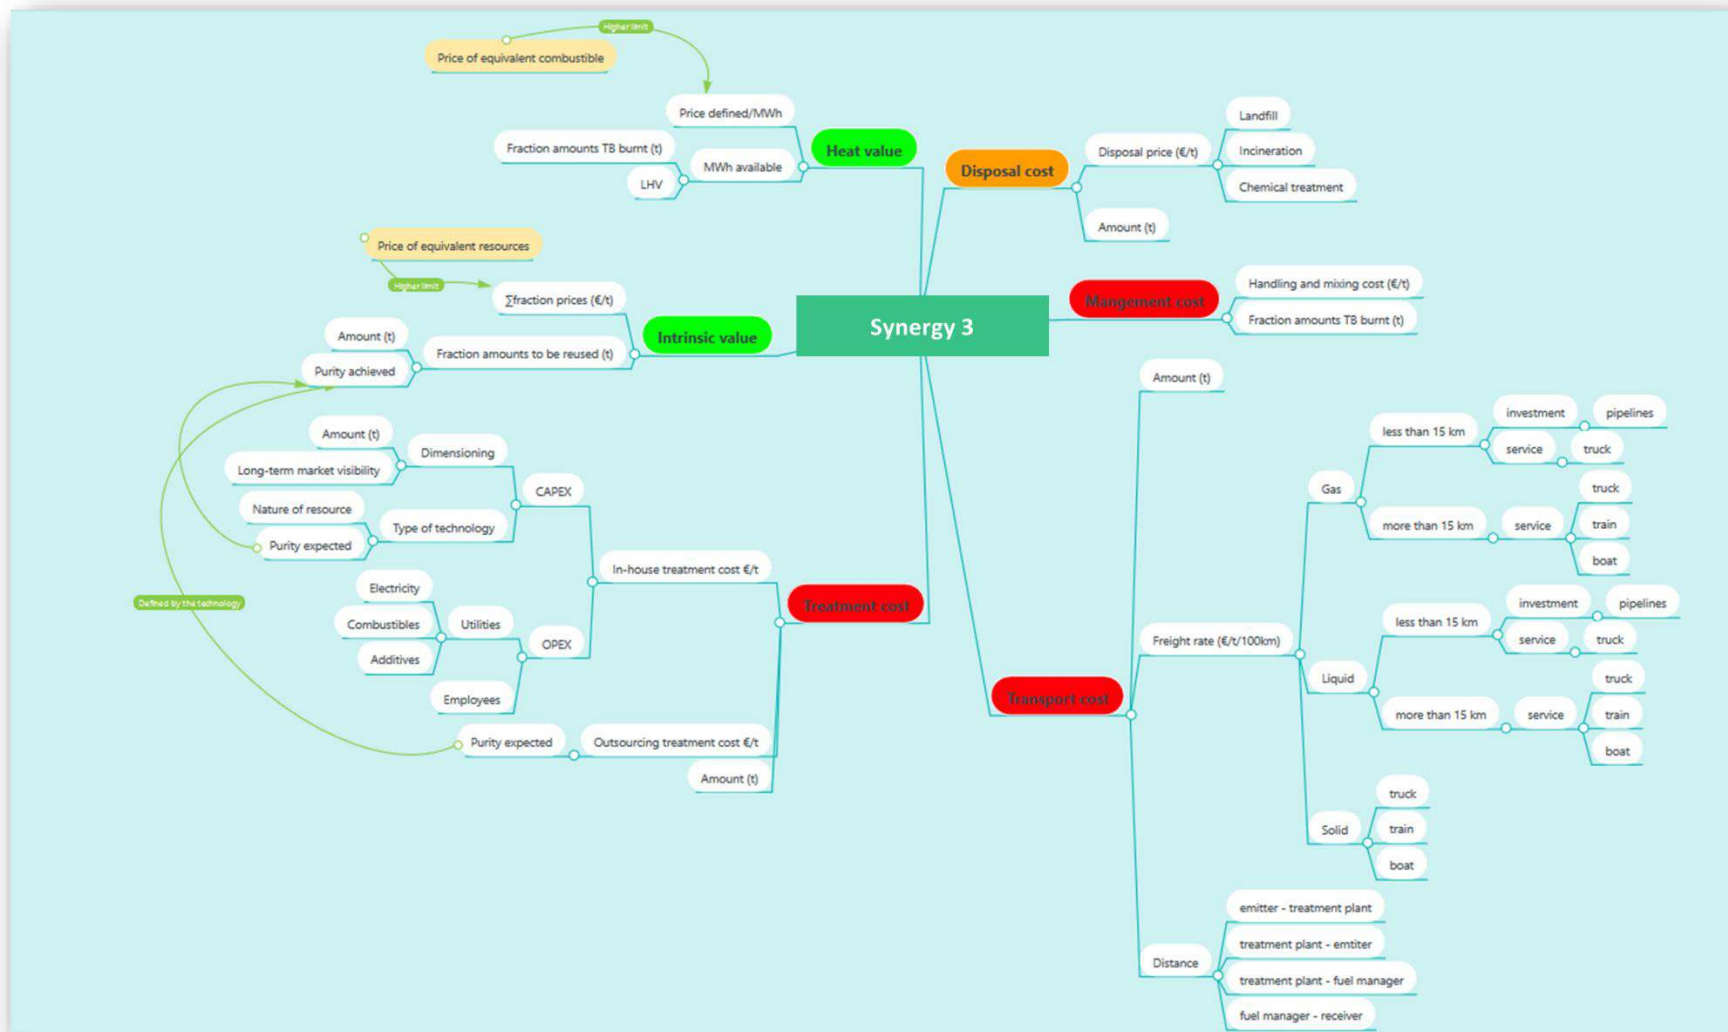 Higher limit
Price of equivalent combustible
Price defined/MWh
Heat value
Fraction amounts TB burnt (t)
MWh available
LHV
Price of equivalent resources
Higher limit
∑fraction prices (€/t)
Intrinsic value
Amount (t)
Fraction amounts to be reused (t)
Purity achieved
Amount (t)
Dimensioning
Long-term market visibility
CAPEX
Nature of resource
Type of technology
Purity expected
In-house treatment cost €/t
Treatment cost
Electricity
Defined by the technology
Combustibles
Utilities
Additives
OPEX
Employees
Purity expected
Outsourcing treatment cost €/t
Amount (t)
Synergy 3
Disposal cost
Disposal price (€/t)
Landfill
Incineration
Chemical treatment
Amount (t)
Mangement cost
Handling and mixing cost (€/t)
Fraction amounts TB burnt (t)
Transport cost
Amount (t)
Freight rate (€/t/100km)
Gas
less than 15 km
investment
pipelines
service
truck
more than 15 km
service
truck
train
boat
Liquid
less than 15 km
investment
pipelines
service
truck
more than 15 km
service
truck
train
boat
Solid
truck
train
boat
Distance
emitter - treatment plant
treatment plant - emtiter
treatment plant - fuel manager
fuel manager - receiver